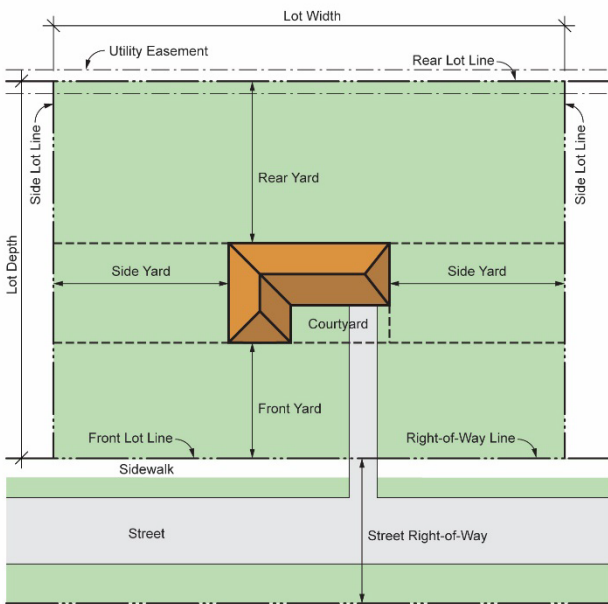 Lot Width
Utility Easement
Rear Lot Line
Side Lot Line
Side Lot Line
Rear Yard
Lot Depth
Side Yard
Side Yard
Courtyard
Front Yard
Front Lot Line
Right-of-Way Line
Sidewalk
Street
Street Right-of-Way